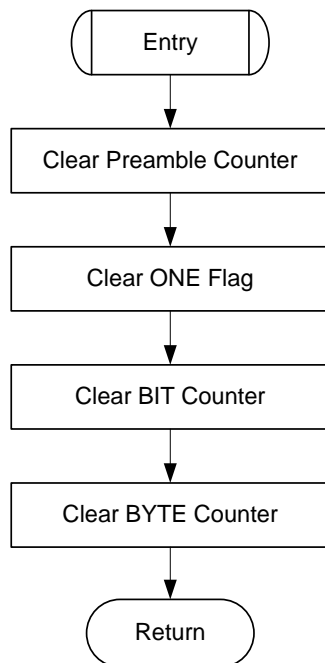 Entry
Clear Preamble Counter
Clear ONE Flag
Clear BIT Counter
Clear BYTE Counter
Return